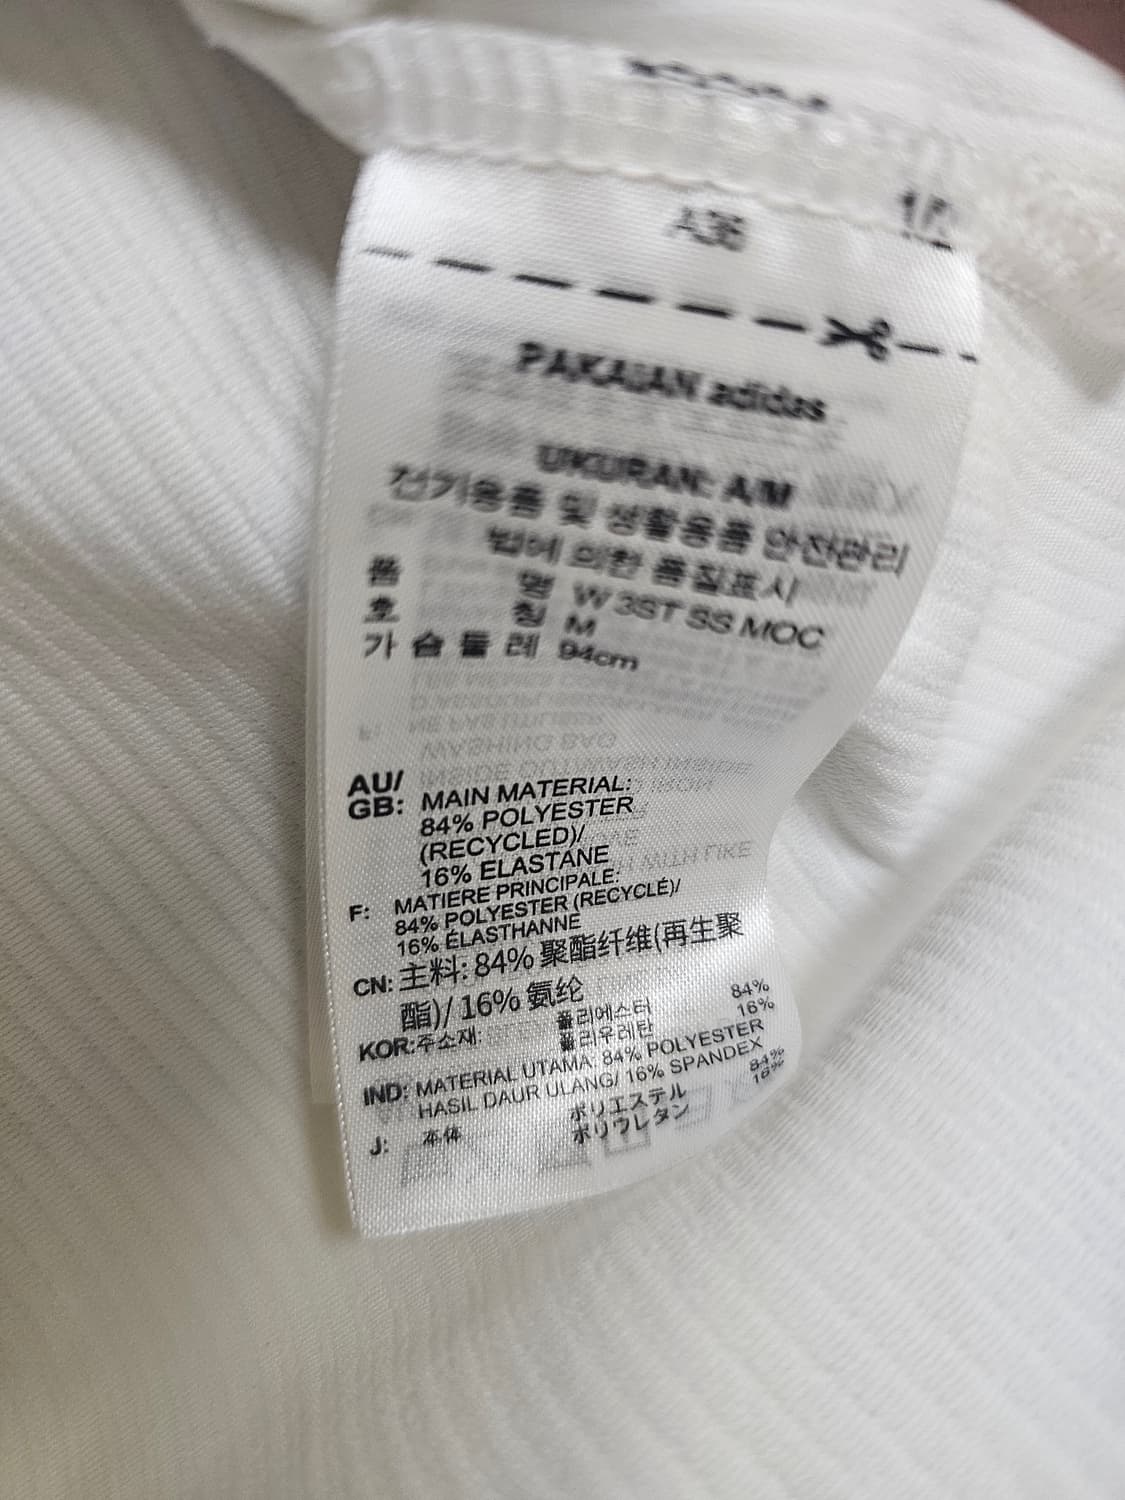 A36
PAKAIAN adidas
UKURAN: A/M
전기용품 및 생활용품 안전관리
법에 의한 품질표시
품 명 W 3ST SS MOC
호 칭 M
가 슴 둘 레 94cm
AU/
GB: MAIN MATERIAL:
84% POLYESTER
(RECYCLED)/
16% ELASTANE
F: MATIERE PRINCIPALE:
84% POLYESTER (RECYCLÉ)/
16% ÉLASTHANNE
CN: 主料: 84% 聚酯纤维(再生聚
酯)/ 16% 氨纶
KOR: 주소재: 폴리에스터 84%
폴리우레탄 16%
IND: MATERIAL UTAMA: 84% POLYESTER
HASIL DAUR ULANG/ 16% SPANDEX
J: 本体 ポリエステル 84%
ポリウレタン 16%